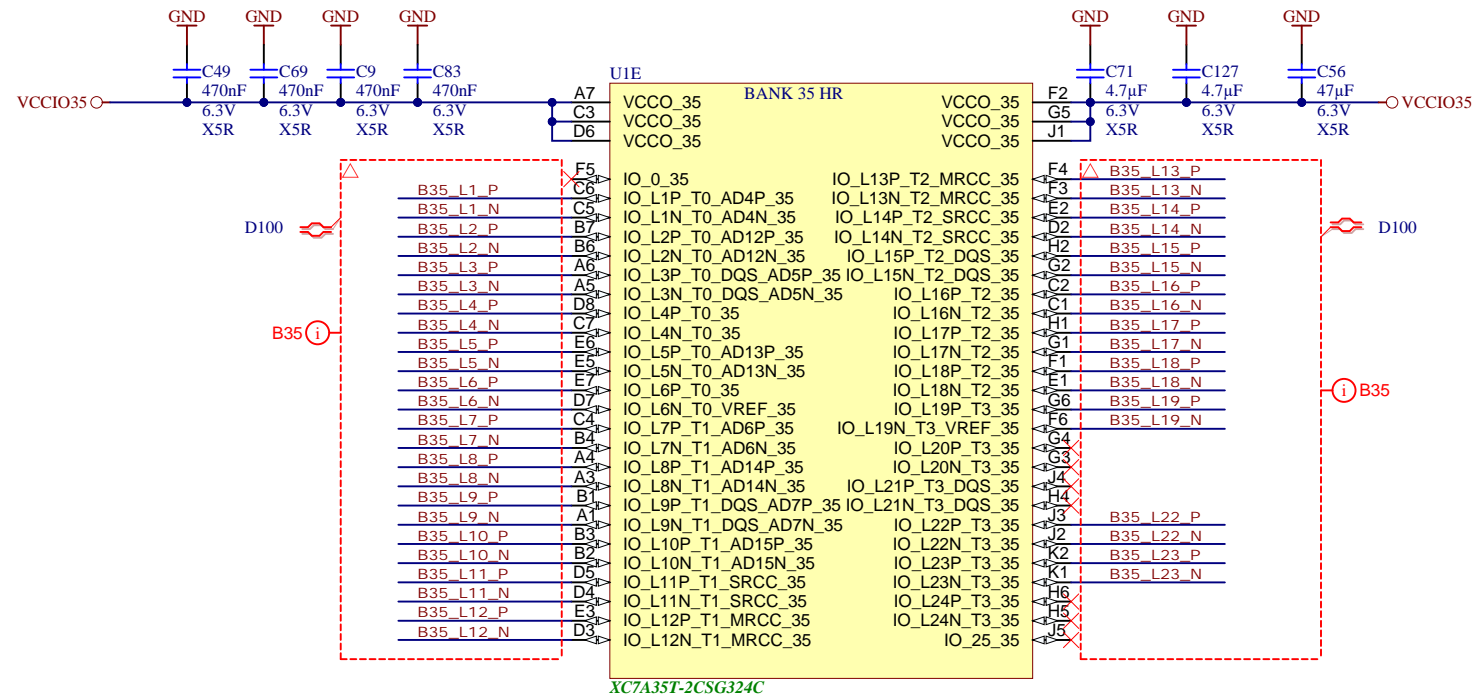 GND GND GND GND GND GND GND
C49 C69 C9 C83 U1E C71 C127 C56
470nF 470nF 470nF 470nF 4.7µF 4.7µF 47µF
6.3V 6.3V 6.3V 6.3V 6.3V 6.3V 6.3V
X5R X5R X5R X5R X5R X5R X5R
VCCIO35 VCCIO35
BANK 35 HR
A7 VCCO_35 VCCO_35 F2
C3 VCCO_35 VCCO_35 G5
D6 VCCO_35 VCCO_35 J1
F5 IO_0_35 IO_L13P_T2_MRCC_35 F4 B35_L13_P
B35_L1_P C6 IO_L1P_T0_AD4P_35 IO_L13N_T2_MRCC_35 F3 B35_L13_N
B35_L1_N C5 IO_L1N_T0_AD4N_35 IO_L14P_T2_SRCC_35 E2 B35_L14_P
D100 B35_L2_P B7 IO_L2P_T0_AD12P_35 IO_L14N_T2_SRCC_35 D2 B35_L14_N D100
B35_L2_N B6 IO_L2N_T0_AD12N_35 IO_L15P_T2_DQS_35 H2 B35_L15_P
B35_L3_P A6 IO_L3P_T0_DQS_AD5P_35 IO_L15N_T2_DQS_35 G2 B35_L15_N
B35_L3_N A5 IO_L3N_T0_DQS_AD5N_35 IO_L16P_T2_35 C2 B35_L16_P
B35_L4_P D8 IO_L4P_T0_35 IO_L16N_T2_35 C1 B35_L16_N
B35 i B35_L4_N C7 IO_L4N_T0_35 IO_L17P_T2_35 H1 B35_L17_P
B35_L5_P E6 IO_L5P_T0_AD13P_35 IO_L17N_T2_35 G1 B35_L17_N
B35_L5_N E5 IO_L5N_T0_AD13N_35 IO_L18P_T2_35 F1 B35_L18_P
B35_L6_P E7 IO_L6P_T0_35 IO_L18N_T2_35 E1 B35_L18_N i B35
B35_L6_N D7 IO_L6N_T0_VREF_35 IO_L19P_T3_35 G6 B35_L19_P
B35_L7_P C4 IO_L7P_T1_AD6P_35 IO_L19N_T3_VREF_35 F6 B35_L19_N
B35_L7_N B4 IO_L7N_T1_AD6N_35 IO_L20P_T3_35 G4
B35_L8_P A4 IO_L8P_T1_AD14P_35 IO_L20N_T3_35 G3
B35_L8_N A3 IO_L8N_T1_AD14N_35 IO_L21P_T3_DQS_35 J4
B35_L9_P B1 IO_L9P_T1_DQS_AD7P_35 IO_L21N_T3_DQS_35 H4
B35_L9_N A1 IO_L9N_T1_DQS_AD7N_35 IO_L22P_T3_35 J3 B35_L22_P
B35_L10_P B3 IO_L10P_T1_AD15P_35 IO_L22N_T3_35 J2 B35_L22_N
B35_L10_N B2 IO_L10N_T1_AD15N_35 IO_L23P_T3_35 K2 B35_L23_P
B35_L11_P D5 IO_L11P_T1_SRCC_35 IO_L23N_T3_35 K1 B35_L23_N
B35_L11_N D4 IO_L11N_T1_SRCC_35 IO_L24P_T3_35 H6
B35_L12_P E3 IO_L12P_T1_MRCC_35 IO_L24N_T3_35 H5
B35_L12_N D3 IO_L12N_T1_MRCC_35 IO_25_35 J5
XC7A35T-2CSG324C